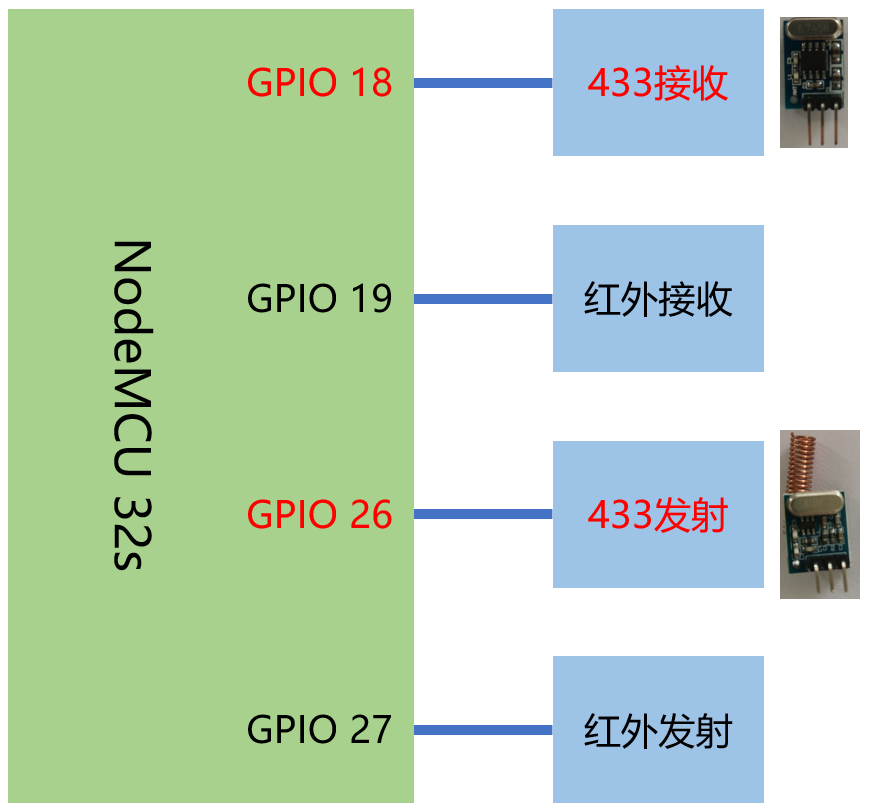 GPIO 18
433接收
NodeMCU 32s
GPIO 19
红外接收
GPIO 26
433发射
GPIO 27
红外发射